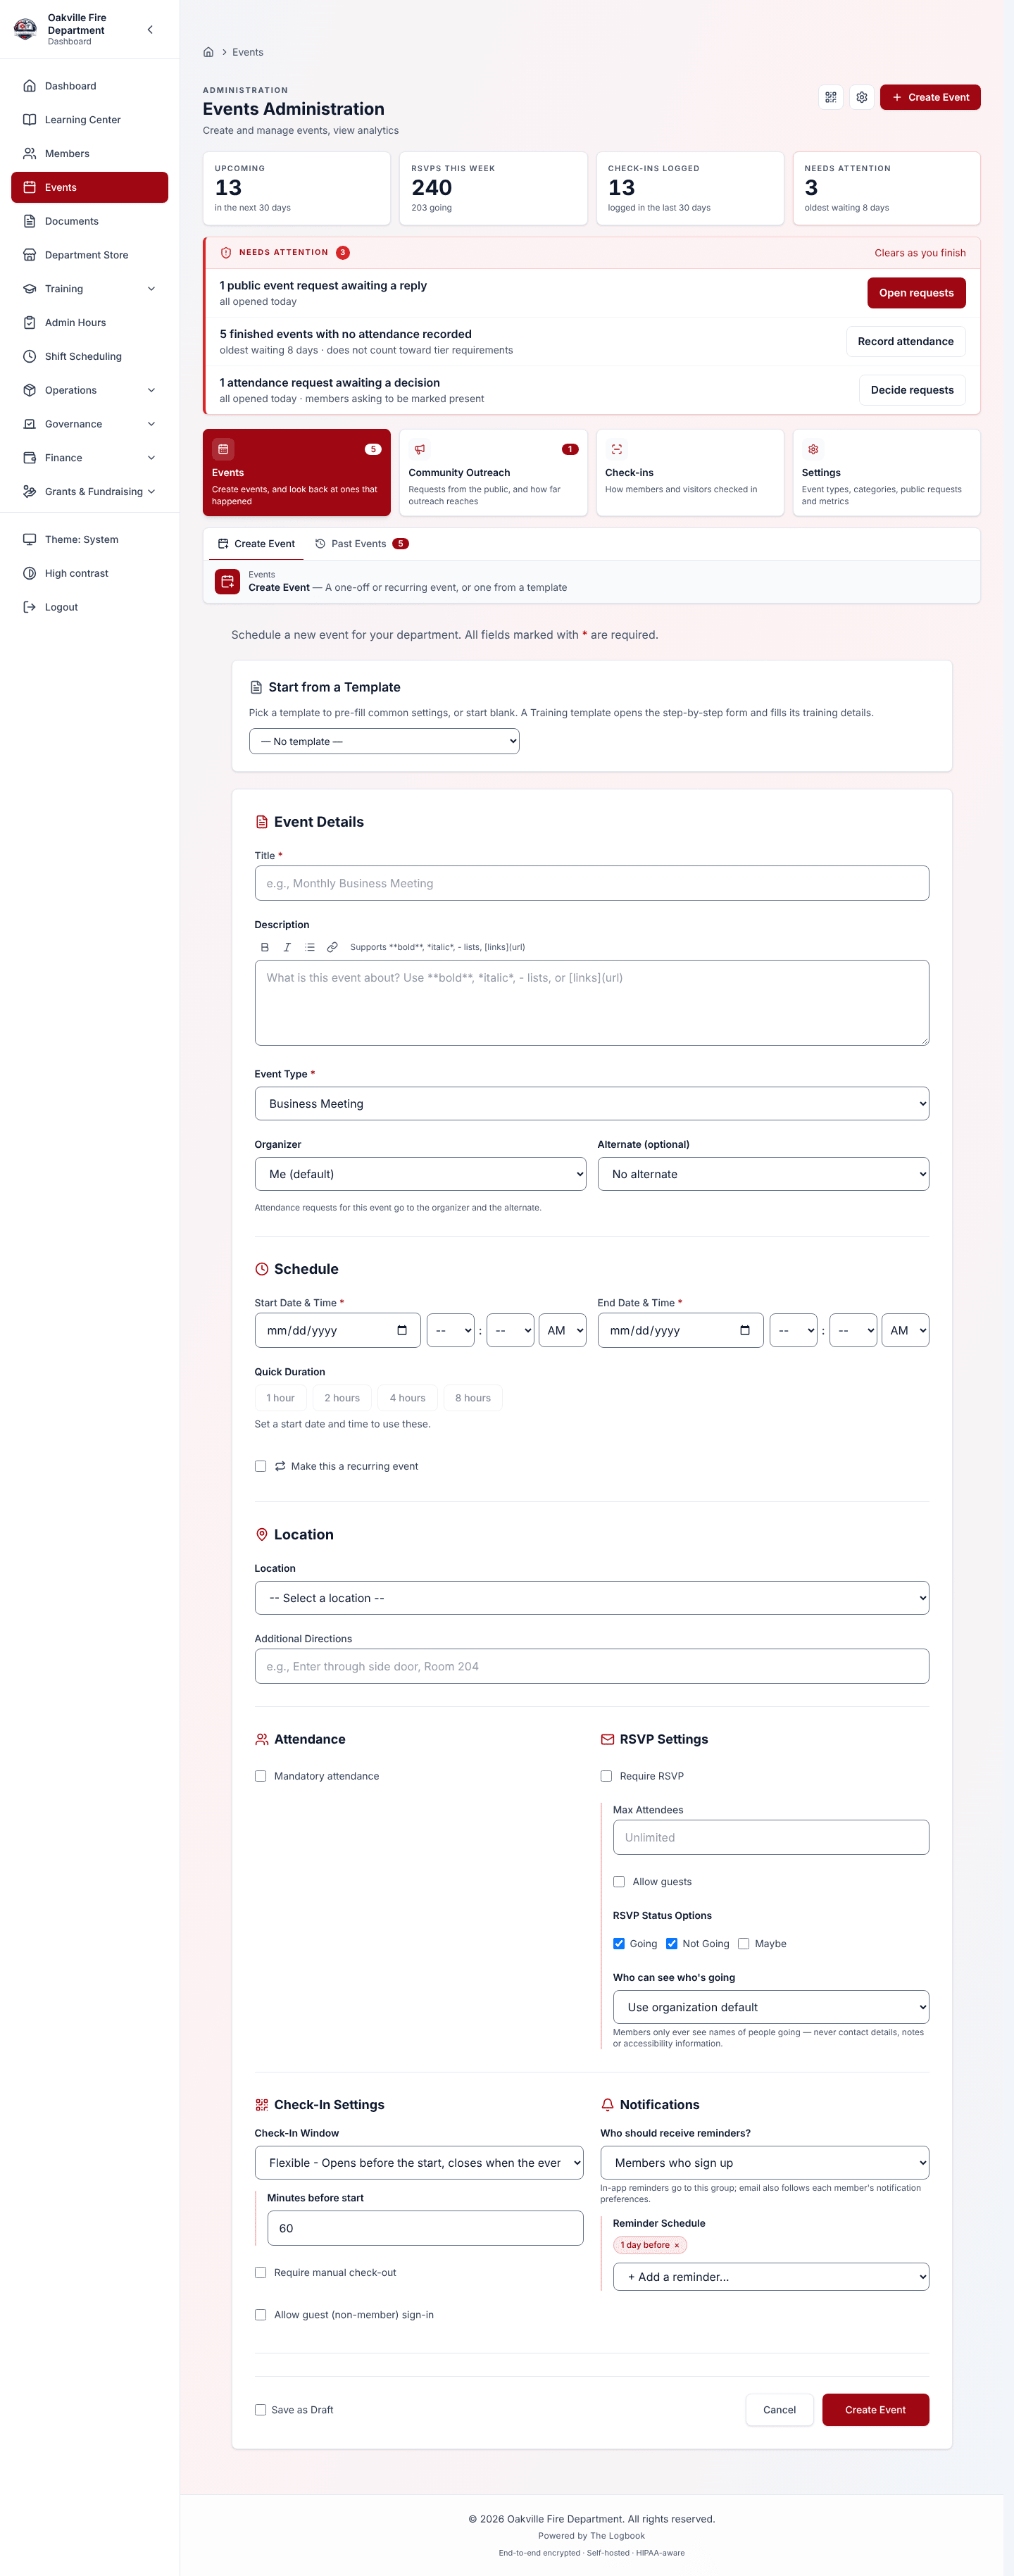 Oakville Fire
Department
Dashboard
Dashboard
Learning Center
Members
Events
Documents
Department Store
Training
Admin Hours
Shift Scheduling
Operations
Governance
Finance
Grants & Fundraising
Theme: System
High contrast
Logout
Events
ADMINISTRATION
Events Administration
Create and manage events, view analytics
Create Event
UPCOMING
13
in the next 30 days
RSVPS THIS WEEK
240
203 going
CHECK-INS LOGGED
13
logged in the last 30 days
NEEDS ATTENTION
3
oldest waiting 8 days
NEEDS ATTENTION 3
Clears as you finish
1 public event request awaiting a reply
all opened today
Open requests
5 finished events with no attendance recorded
oldest waiting 8 days · does not count toward tier requirements
Record attendance
1 attendance request awaiting a decision
all opened today · members asking to be marked present
Decide requests
5
Events
Create events, and look back at ones that
happened
1
Community Outreach
Requests from the public, and how far
outreach reaches
Check-ins
How members and visitors checked in
Settings
Event types, categories, public requests
and metrics
Create Event
Past Events 5
Events
Create Event — A one-off or recurring event, or one from a template
Schedule a new event for your department. All fields marked with * are required.
Start from a Template
Pick a template to pre-fill common settings, or start blank. A Training template opens the step-by-step form and fills its training details.
— No template —
Event Details
Title *
e.g., Monthly Business Meeting
Description
B I Supports **bold**, *italic*, - lists, [links](url)
What is this event about? Use **bold**, *italic*, - lists, or [links](url)
Event Type *
Business Meeting
Organizer
Me (default)
Alternate (optional)
No alternate
Attendance requests for this event go to the organizer and the alternate.
Schedule
Start Date & Time *
mm/dd/yyyy -- : -- AM
End Date & Time *
mm/dd/yyyy -- : -- AM
Quick Duration
1 hour 2 hours 4 hours 8 hours
Set a start date and time to use these.
Make this a recurring event
Location
Location
-- Select a location --
Additional Directions
e.g., Enter through side door, Room 204
Attendance
Mandatory attendance
RSVP Settings
Require RSVP
Max Attendees
Unlimited
Allow guests
RSVP Status Options
Going Not Going Maybe
Who can see who's going
Use organization default
Members only ever see names of people going — never contact details, notes
or accessibility information.
Check-In Settings
Check-In Window
Flexible - Opens before the start, closes when the ever
Minutes before start
60
Require manual check-out
Allow guest (non-member) sign-in
Notifications
Who should receive reminders?
Members who sign up
In-app reminders go to this group; email also follows each member's notification
preferences.
Reminder Schedule
1 day before ×
+ Add a reminder...
Save as Draft
Cancel
Create Event
© 2026 Oakville Fire Department. All rights reserved.
Powered by The Logbook
End-to-end encrypted · Self-hosted · HIPAA-aware